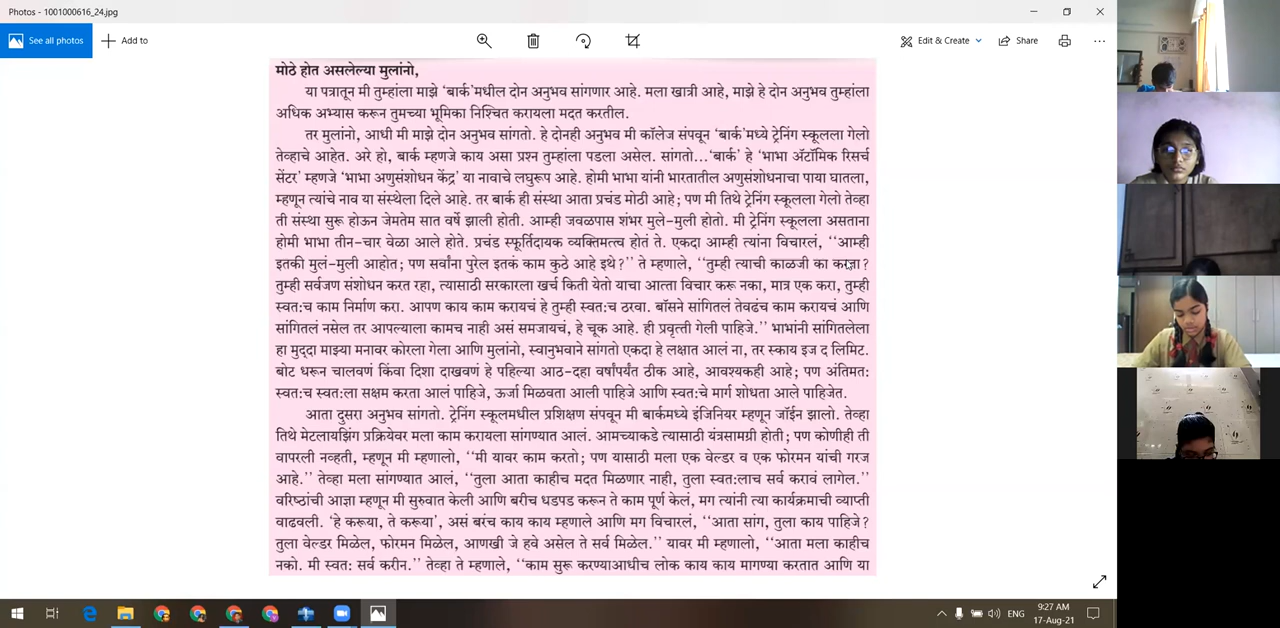 Photos - 1001000616_24.jpg
See all photos
Add to
Edit & Create
Share
मोठे होत असलेल्या मुलांनो,
या पत्रातून मी तुम्हांला माझे ‘बार्क’मधील दोन अनुभव सांगणार आहे. मला खात्री आहे, माझे हे दोन अनुभव तुम्हांला
अधिक अभ्यास करून तुमच्या भूमिका निश्चित करायला मदत करतील.
तर मुलांनो, आधी मी माझे दोन अनुभव सांगतो. हे दोनही अनुभव मी कॉलेज संपवून ‘बार्क’मध्ये ट्रेनिंग स्कूलला गेलो
तेव्हाचे आहेत. अरे हो, बार्क म्हणजे काय असा प्रश्न तुम्हांला पडला असेल. सांगतो...‘बार्क’ हे ‘भाभा ॲटॉमिक रिसर्च
सेंटर’ म्हणजे ‘भाभा अणुसंशोधन केंद्र’ या नावाचे लघुरूप आहे. होमी भाभा यांनी भारतातील अणुसंशोधनाचा पाया घातला,
म्हणून त्यांचे नाव या संस्थेला दिले आहे. तर बार्क ही संस्था आता प्रचंड मोठी आहे; पण मी तिथे ट्रेनिंग स्कूलला गेलो तेव्हा
ती संस्था सुरू होऊन जेमतेम सात वर्षे झाली होती. आम्ही जवळपास शंभर मुले-मुली होतो. मी ट्रेनिंग स्कूलला असताना
होमी भाभा तीन-चार वेळा आले होते. प्रचंड स्फूर्तिदायक व्यक्तिमत्त्व होतं ते. एकदा आम्ही त्यांना विचारलं, ‘‘आम्ही
इतकी मुलं-मुली आहोत; पण सर्वांना पुरेल इतकं काम कुठे आहे इथे?’’ ते म्हणाले, ‘‘तुम्ही त्याची काळजी का करता?
तुम्ही सर्वजण संशोधन करत रहा, त्यासाठी सरकारला खर्च किती येतो याचा आत्ता विचार करू नका, मात्र एक करा, तुम्ही
स्वत:च काम निर्माण करा. आपण काय काम करायचं हे तुम्ही स्वत:च ठरवा. बॉसने सांगितलं तेवढंच काम करायचं आणि
सांगितलं नसेल तर आपल्याला कामच नाही असं समजायचं, हे चूक आहे. ही प्रवृत्ती गेली पाहिजे.’’ भाभांनी सांगितलेला
हा मुद्दा माझ्या मनावर कोरला गेला आणि मुलांनो, स्वानुभवाने सांगतो एकदा हे लक्षात आलं ना, तर स्काय इज द लिमिट.
बोट धरून चालवणं किंवा दिशा दाखवणं हे पहिल्या आठ-दहा वर्षांपर्यंत ठीक आहे, आवश्यकही आहे; पण अंतिमत:
स्वत:च स्वत:ला सक्षम करता आलं पाहिजे, ऊर्जा मिळवता आली पाहिजे आणि स्वत:चे मार्ग शोधता आले पाहिजेत.
आता दुसरा अनुभव सांगतो. ट्रेनिंग स्कूलमधील प्रशिक्षण संपवून मी बार्कमध्ये इंजिनियर म्हणून जॉईन झालो. तेव्हा
तिथे मेटलायझिंग प्रक्रियेवर मला काम करायला सांगण्यात आलं. आमच्याकडे त्यासाठी यंत्रसामग्री होती; पण कोणीही ती
वापरली नव्हती, म्हणून मी म्हणालो, ‘‘मी यावर काम करतो; पण यासाठी मला एक वेल्डर व एक फोरमन यांची गरज
आहे.’’ तेव्हा मला सांगण्यात आलं, ‘‘तुला आता काहीच मदत मिळणार नाही, तुला स्वत:लाच सर्व करावं लागेल.’’
वरिष्ठांची आज्ञा म्हणून मी सुरुवात केली आणि बरीच धडपड करून ते काम पूर्ण केलं, मग त्यांनी त्या कार्यक्रमाची व्याप्ती
वाढवली. ‘हे करूया, ते करूया’, असं बरंच काय काय म्हणाले आणि मग विचारलं, ‘‘आता सांग, तुला काय पाहिजे?
तुला वेल्डर मिळेल, फोरमन मिळेल, आणखी जे हवे असेल ते सर्व मिळेल.’’ यावर मी म्हणालो, ‘‘आता मला काहीच
नको. मी स्वत: सर्व करीन.’’ तेव्हा ते म्हणाले, ‘‘काम सुरू करण्याआधीच लोक काय काय मागण्या करतात आणि या
ENG
9:27 AM
17-Aug-21